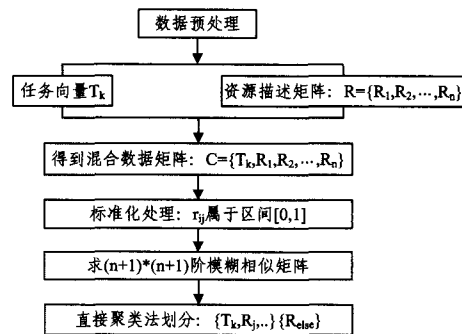 数据预处理
任务向量Tk
资源描述矩阵：R={R1,R2,…,Rn}
得到混合数据矩阵：C={Tk,R1,R2,…,Rn}
标准化处理：rij属于区间[0,1]
求(n+1)*(n+1)阶模糊相似矩阵
直接聚类法划分：{Tk,Rj,..}{Relse}